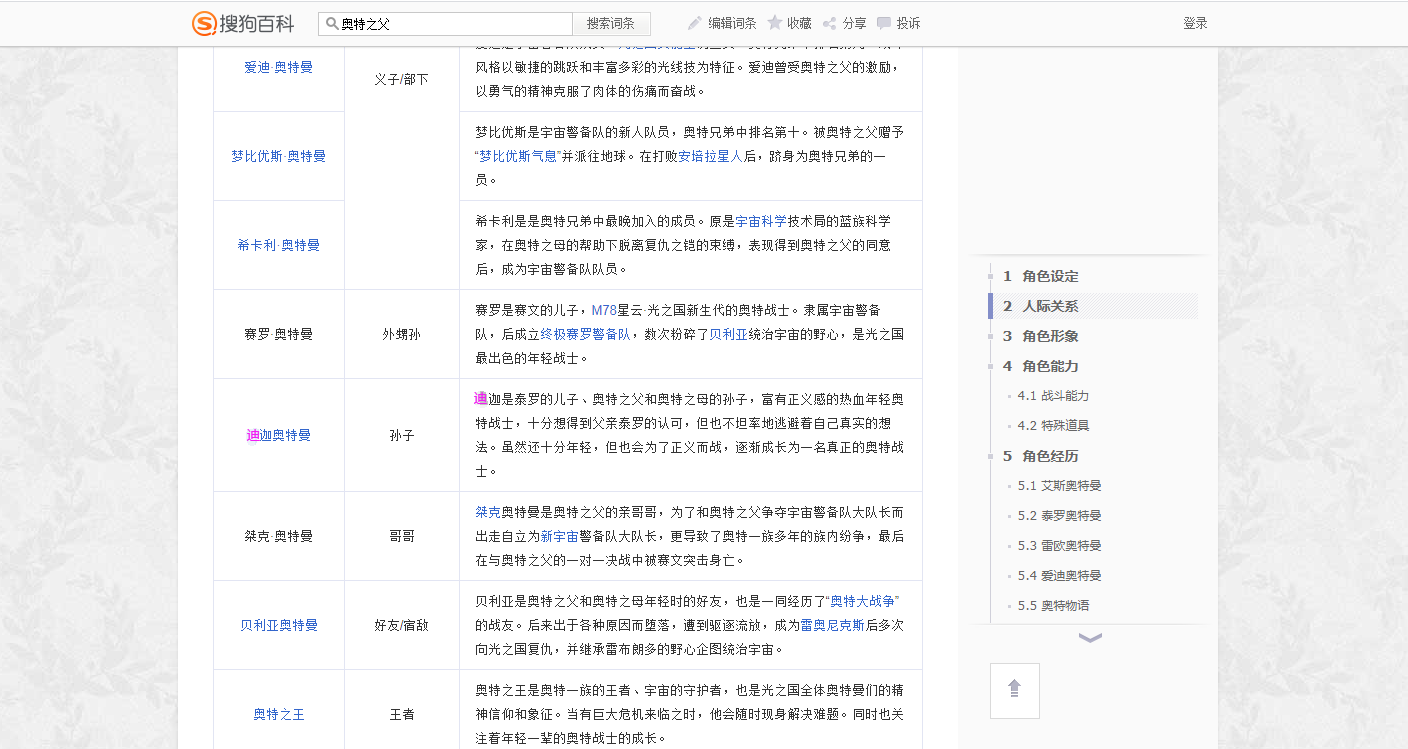 搜狗百科
奥特之父
搜索词条
编辑词条
收藏
分享
投诉
登录
爱迪·奥特曼
义子/部下
风格以敏捷的跳跃和丰富多彩的光线技为特征。爱迪曾受奥特之父的激励，
以勇气的精神克服了肉体的伤痛而奋战。
梦比优斯·奥特曼
梦比优斯是宇宙警备队的新人队员，奥特兄弟中排名第十。被奥特之父赠予
“梦比优斯气息”并派往地球。在打败安培拉星人后，跻身为奥特兄弟的一
员。
希卡利·奥特曼
希卡利是是奥特兄弟中最晚加入的成员。原是宇宙科学技术局的蓝族科学
家，在奥特之母的帮助下脱离复仇之铠的束缚，表现得到奥特之父的同意
后，成为宇宙警备队队员。
赛罗·奥特曼
外甥孙
赛罗是赛文的儿子，M78星云·光之国新生代的奥特战士。隶属宇宙警备
队，后成立终极赛罗警备队，数次粉碎了贝利亚统治宇宙的野心，是光之国
最出色的年轻战士。
迪迦奥特曼
孙子
迪迦是泰罗的儿子、奥特之父和奥特之母的孙子，富有正义感的热血年轻奥
特战士，十分想得到父亲泰罗的认可，但也不坦率地逃避着自己真实的想
法。虽然还十分年轻，但也会为了正义而战，逐渐成长为一名真正的奥特战
士。
桀克·奥特曼
哥哥
桀克奥特曼是奥特之父的亲哥哥，为了和奥特之父争夺宇宙警备队大队长而
出走自立为新宇宙警备队大队长，更导致了奥特一族多年的族内纷争，最后
在与奥特之父的一对一决战中被赛文突击身亡。
贝利亚奥特曼
好友/宿敌
贝利亚是奥特之父和奥特之母年轻时的好友，也是一同经历了“奥特大战争”
的战友。后来出于各种原因而堕落，遭到驱逐流放，成为雷奥尼克斯后多次
向光之国复仇，并继承雷布朗多的野心企图统治宇宙。
奥特之王
王者
奥特之王是奥特一族的王者、宇宙的守护者，也是光之国全体奥特曼们的精
神信仰和象征。当有巨大危机来临之时，他会随时现身解决难题。同时也关
注着年轻一辈的奥特战士的成长。
1 角色设定
2 人际关系
3 角色形象
4 角色能力
4.1 战斗能力
4.2 特殊道具
5 角色经历
5.1 艾斯奥特曼
5.2 泰罗奥特曼
5.3 雷欧奥特曼
5.4 爱迪奥特曼
5.5 奥特物语